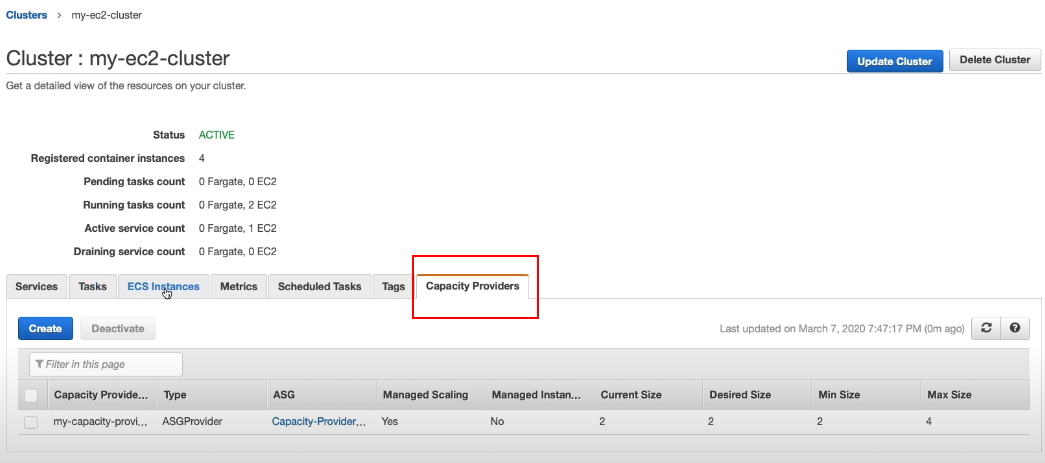 Clusters > my-ec2-cluster
Cluster : my-ec2-cluster
Update Cluster Delete Cluster
Get a detailed view of the resources on your cluster.
Status ACTIVE
Registered container instances 4
Pending tasks count 0 Fargate, 0 EC2
Running tasks count 0 Fargate, 2 EC2
Active service count 0 Fargate, 1 EC2
Draining service count 0 Fargate, 0 EC2
Services Tasks ECS Instances Metrics Scheduled Tasks Tags Capacity Providers
Create Deactivate Last updated on March 7, 2020 7:47:17 PM (0m ago)
Filter in this page
Capacity Provide... Type ASG Managed Scaling Managed Instan... Current Size Desired Size Min Size Max Size
my-capacity-provi... ASGProvider Capacity-Provider... Yes No 2 2 2 4